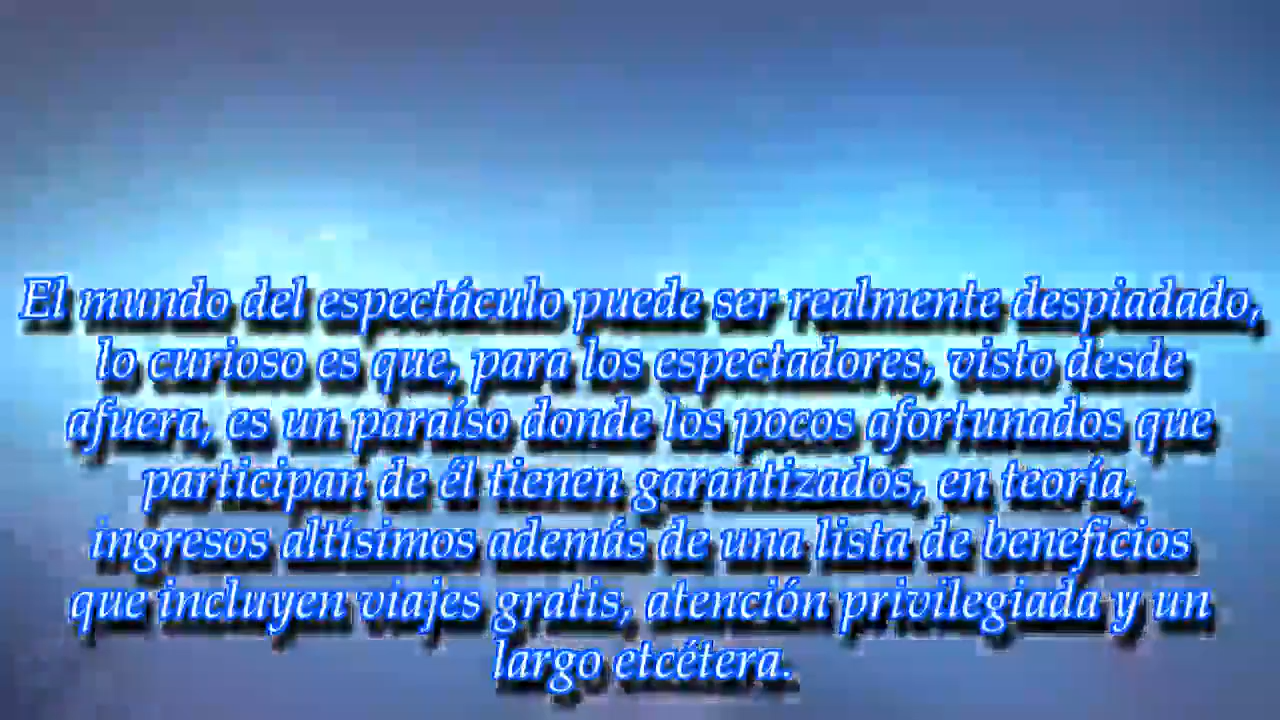 El mundo del espectáculo puede ser realmente despiadado,
lo curioso es que, para los espectadores, visto desde
afuera, es un paraíso donde los pocos afortunados que
participan de él tienen garantizados, en teoría,
ingresos altísimos además de una lista de beneficios
que incluyen viajes gratis, atención privilegiada y un
largo etcétera.